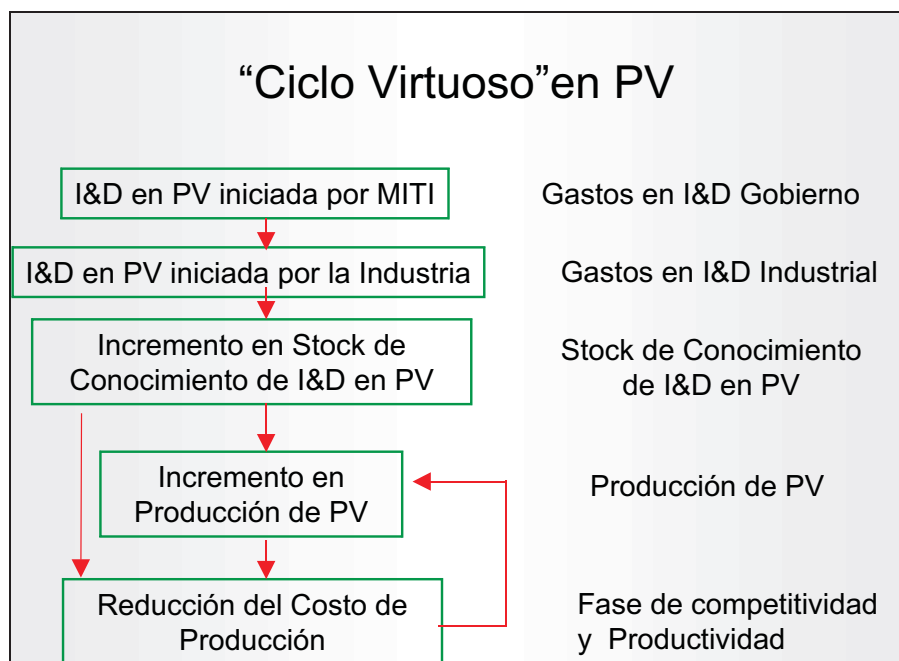 “Ciclo Virtuoso”en PV
I&D en PV iniciada por MITI
Gastos en I&D Gobierno
I&D en PV iniciada por la Industria
Gastos en I&D Industrial
Incremento en Stock de
Conocimiento de I&D en PV
Stock de Conocimiento
de I&D en PV
Incremento en
Producción de PV
Producción de PV
Reducción del Costo de
Producción
Fase de competitividad
y Productividad